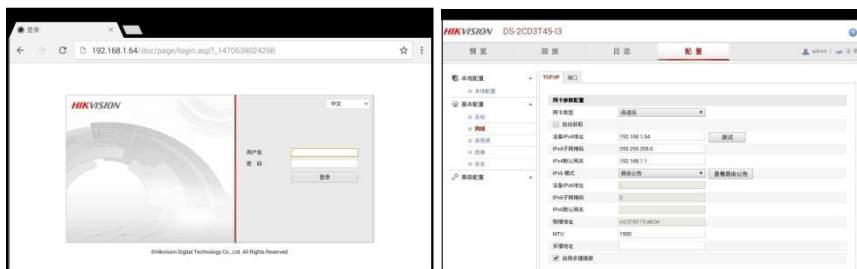 登录
192.168.1.64/doc/page/login.asp?_1470639024298
HIKVISION
中文
用户名
密 码
登录
©Hikvision Digital Technology Co., Ltd. All Rights Reserved.
HIKVISION DS-2CD3T45-I3
预览 回放 日志 配置 admin
本地配置
本地配置
基本配置
系统
网络
音视频
图像
安全
高级配置
TCP/IP 端口
网卡参数配置
网卡类型
自动获取
设备IPv4地址 192.168.1.64 测试
IPv4子网掩码 255.255.255.0
IPv4默认网关 192.168.1.1
IPv6 模式 路由公告 查看路由公告
设备IPv6地址
IPv6子网掩码 0
IPv6默认网关
物理地址
MTU 1500
多播地址
启用多播搜索